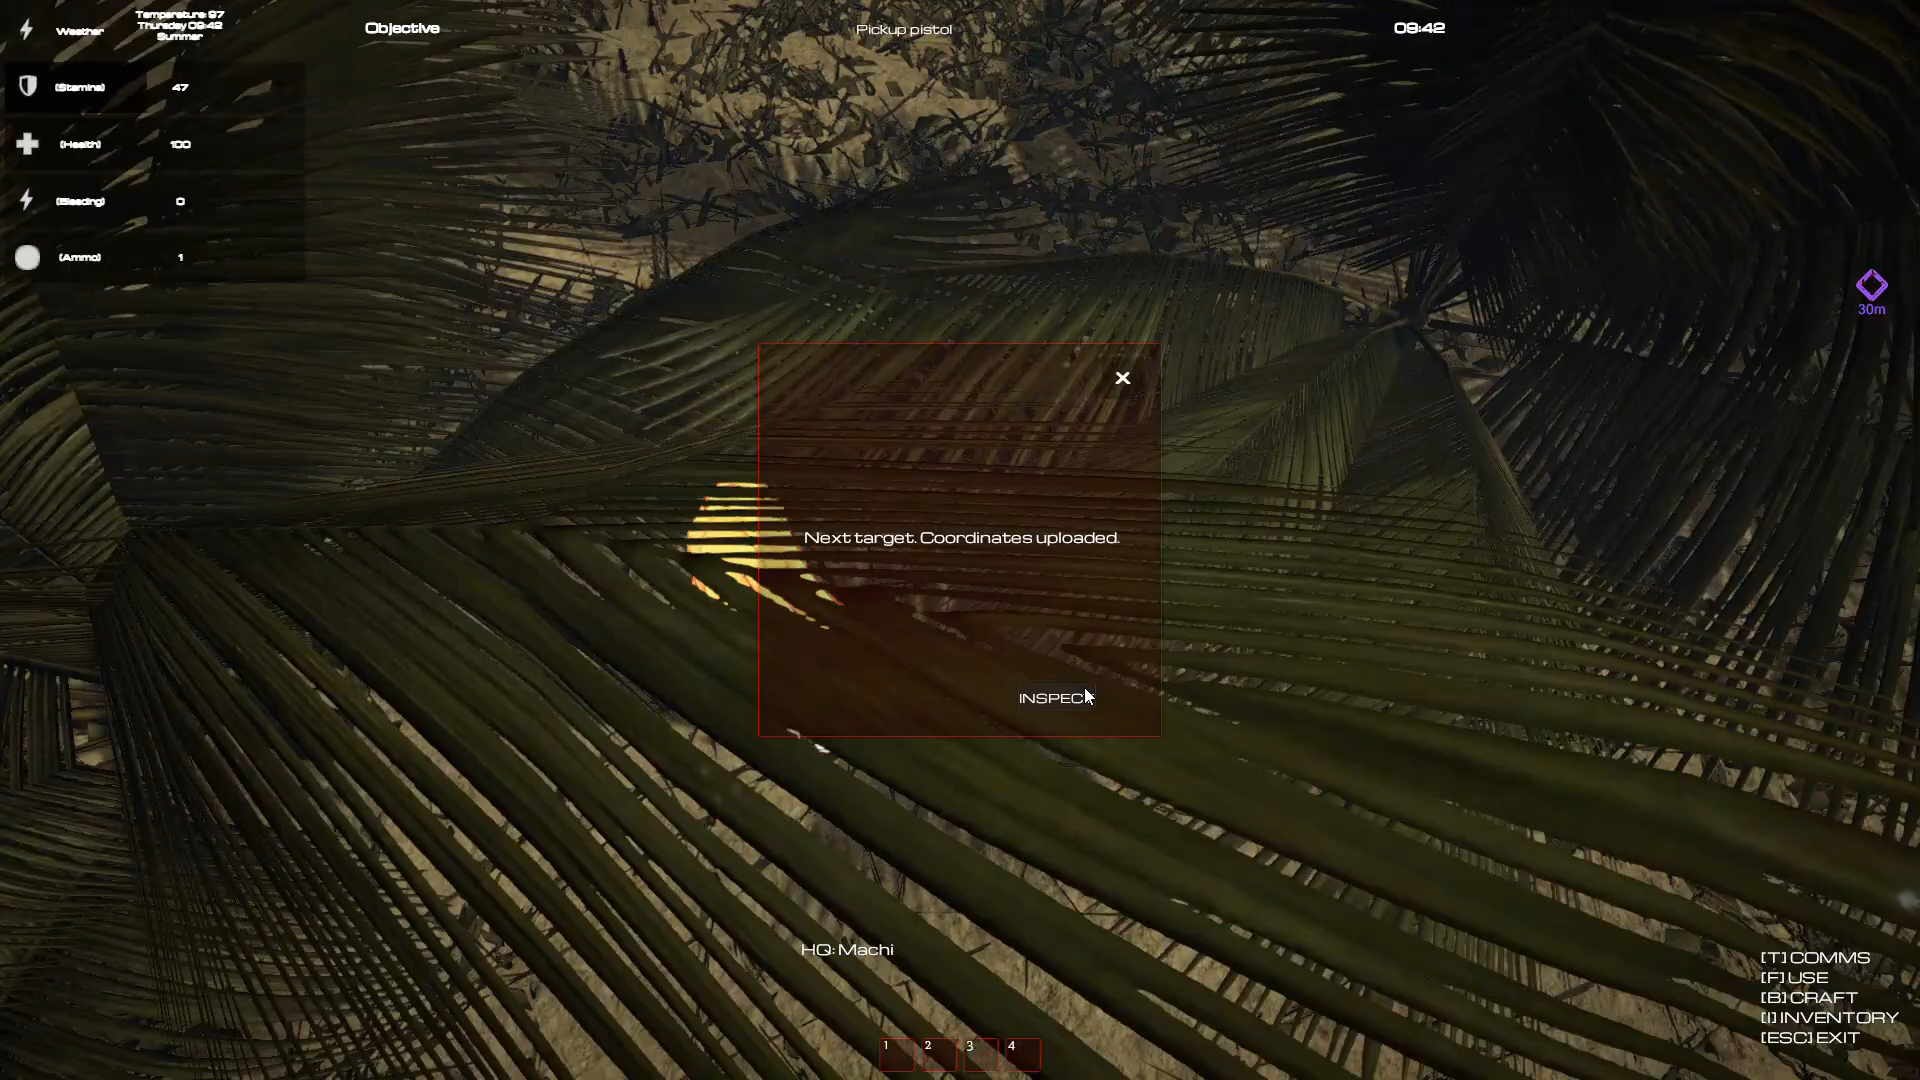 Weather
Temperature: 97
Thursday 09:42
Summer
Objective
Pickup pistol
09:42
(Stamina) 47
(Health) 100
(Bleeding) 0
(Ammo) 1
30m
Next target. Coordinates uploaded.
INSPECT
HQ: Machi
1 2 3 4
[T] COMMS
[F] USE
[B] CRAFT
[I] INVENTORY
[ESC] EXIT